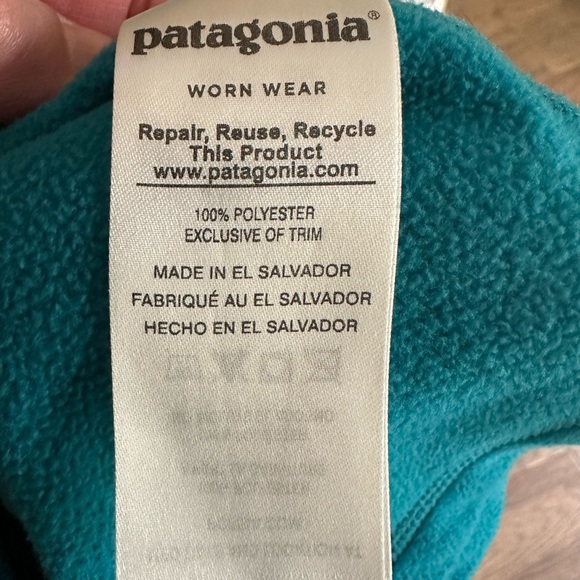 patagonia®
WORN WEAR
Repair, Reuse, Recycle
This Product
www.patagonia.com
100% POLYESTER
EXCLUSIVE OF TRIM
MADE IN EL SALVADOR
FABRIQUÉ AU EL SALVADOR
HECHO EN EL SALVADOR